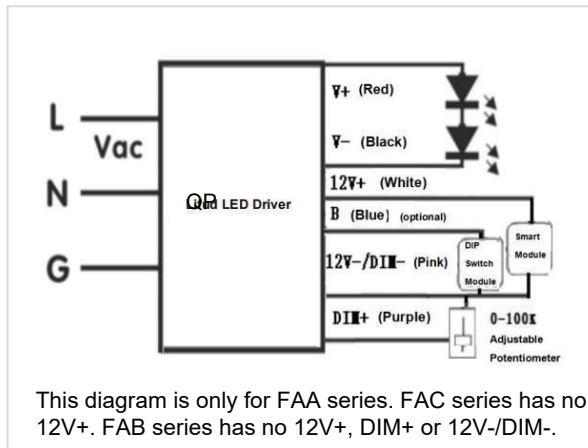 L
Vac
N
G
LED Driver
V+ (Red)
V- (Black)
12V+ (White)
B (Blue) (optional)
12V-/DIM- (Pink)
DIM+ (Purple)
DIP
Switch
Module
Smart
Module
0-100K
Adjustable
Potentiometer
This diagram is only for FAA series. FAC series has no
12V+. FAB series has no 12V+, DIM+ or 12V-/DIM-.